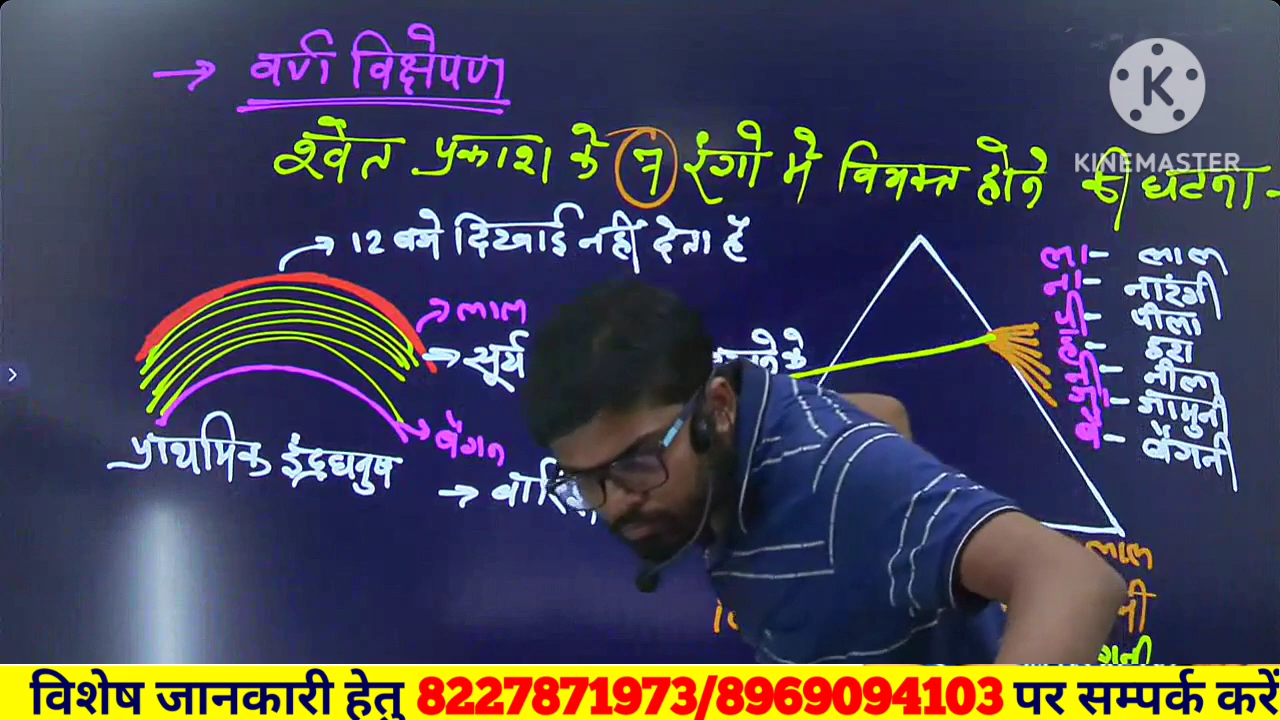 → वर्ण विक्षेपण
श्वेत प्रकाश के 7 रंगो मे विभक्त होने की घटना -
K
KINEMASTER
→ 12 बजे दिखाई नहीं देता है
→ लाल
→ सूर्य
→ बैंगन
प्राथमिक इंद्रधनुष
ल - लाल
ना - नारंगी
पी - पीला
ह - हरा
नी - नीला
जा - जामुनी
बै - बैंगनी
लाल
विशेष जानकारी हेतु 8227871973/8969094103 पर सम्पर्क करें